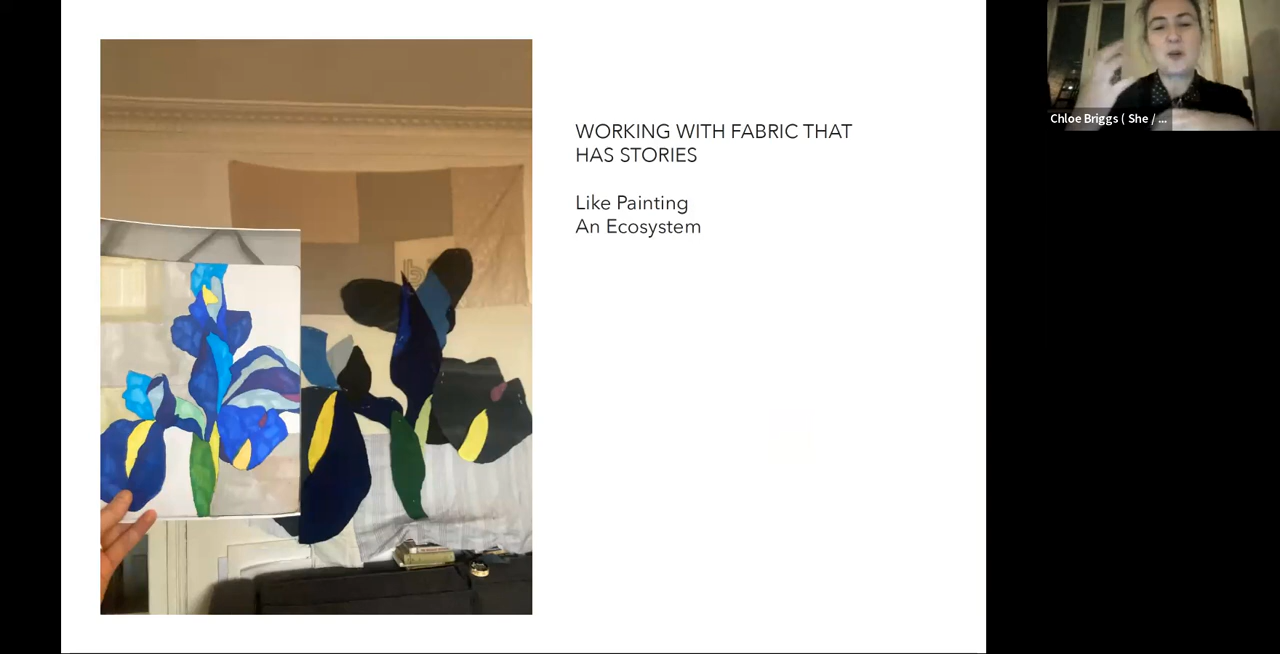 WORKING WITH FABRIC THAT
HAS STORIES
Like Painting
An Ecosystem
Chloe Briggs ( She / ...